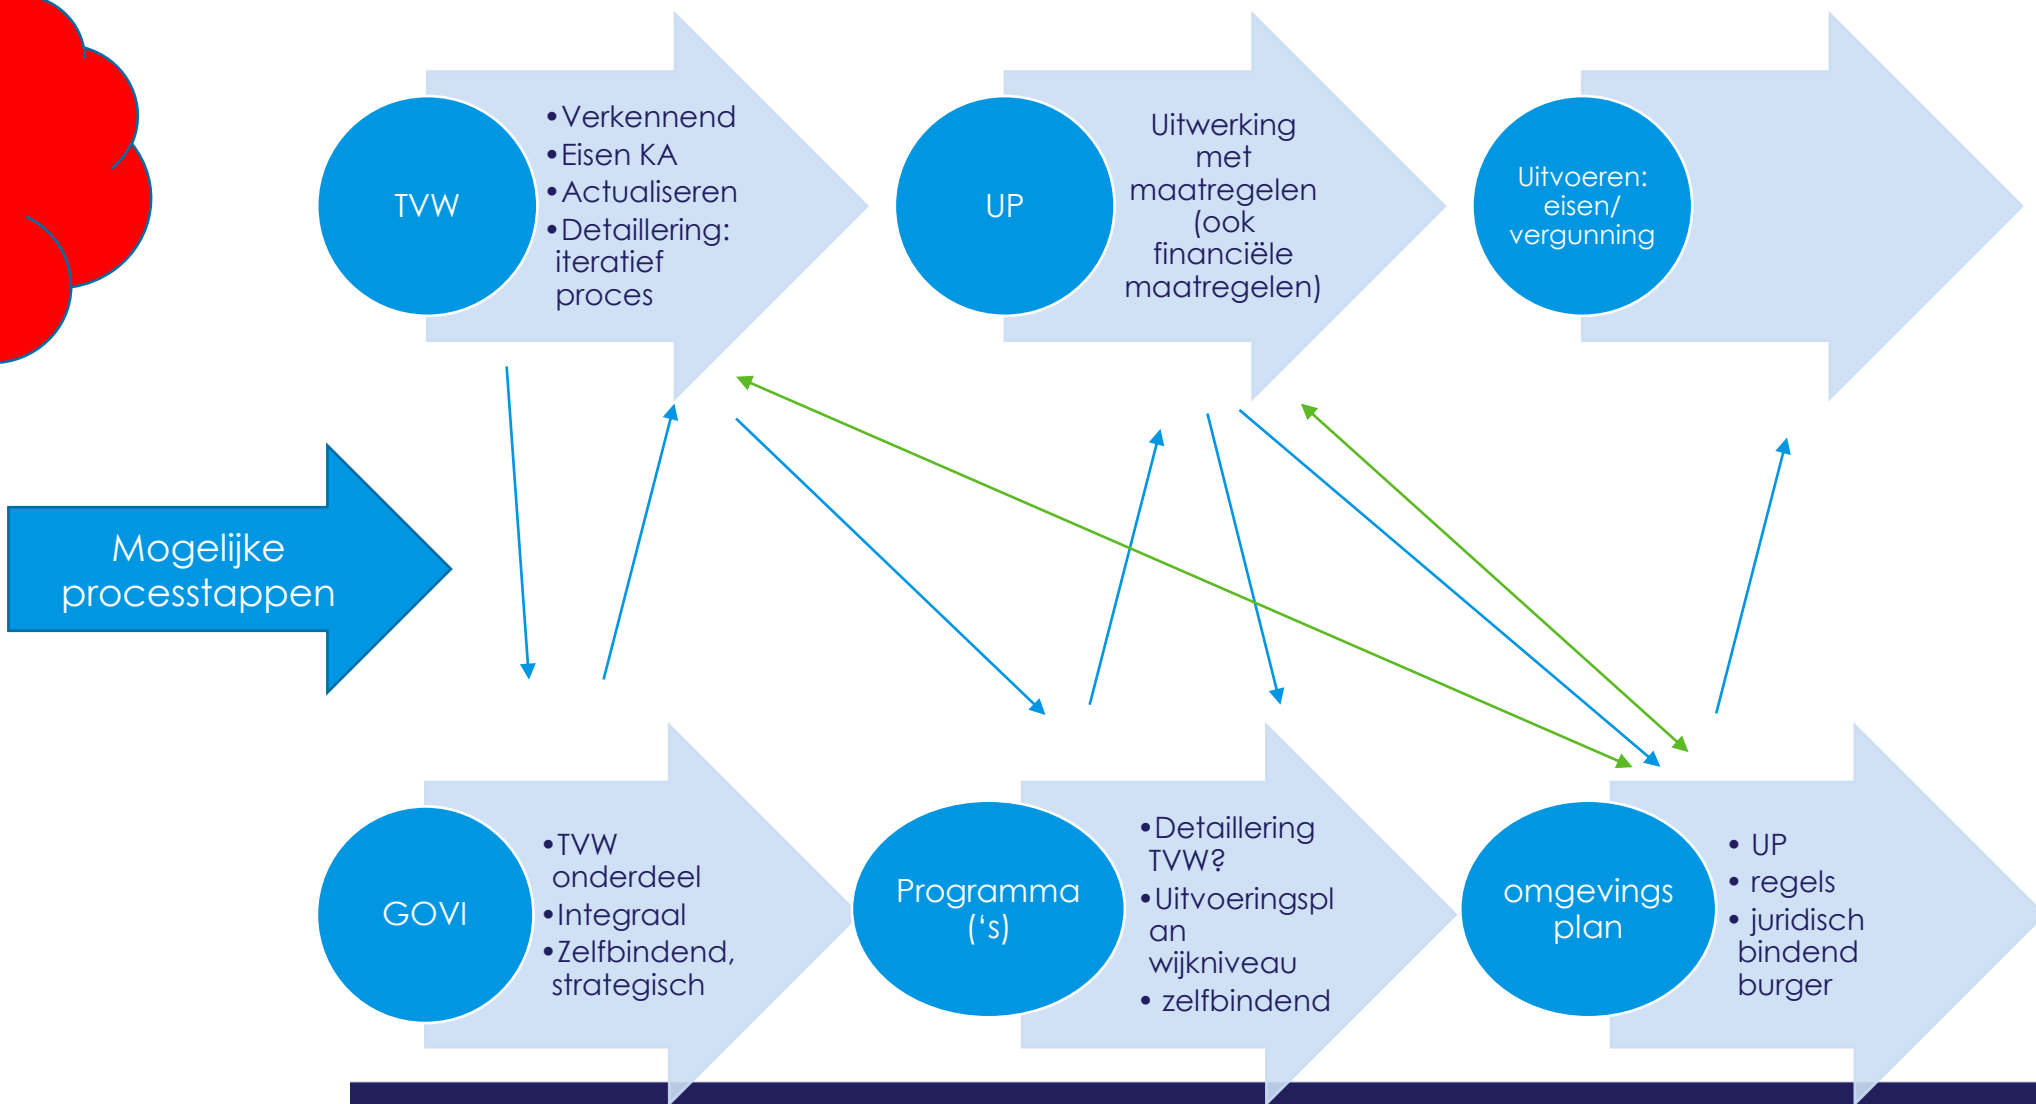 TVW
•Verkennend
•Eisen KA
•Actualiseren
•Detaillering:
iteratief
proces
UP
Uitwerking
met
maatregelen
(ook
financiële
maatregelen)
Uitvoeren:
eisen/
vergunning
Mogelijke
processtappen
GOVI
•TVW
onderdeel
•Integraal
•Zelfbindend,
strategisch
Programma
(‘s)
•Detaillering
TVW?
•Uitvoeringspl
an
wijkniveau
• zelfbindend
omgevings
plan
• UP
• regels
• juridisch
bindend
burger